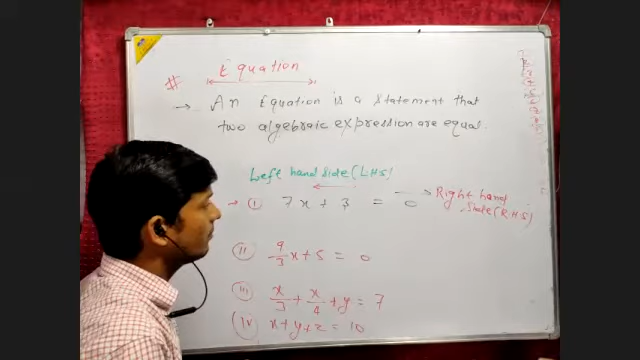 # Equation
→ An Equation is a statement that
two algebraic expression are equal.
Left hand side (LHS)
→ (i) 7x + 3 = 0 → Right hand
Side (R.H.S)
(ii) 9/3 x + 5 = 0
(iii) x/3 + x/4 + y = 7
(iv) x + y + z = 10